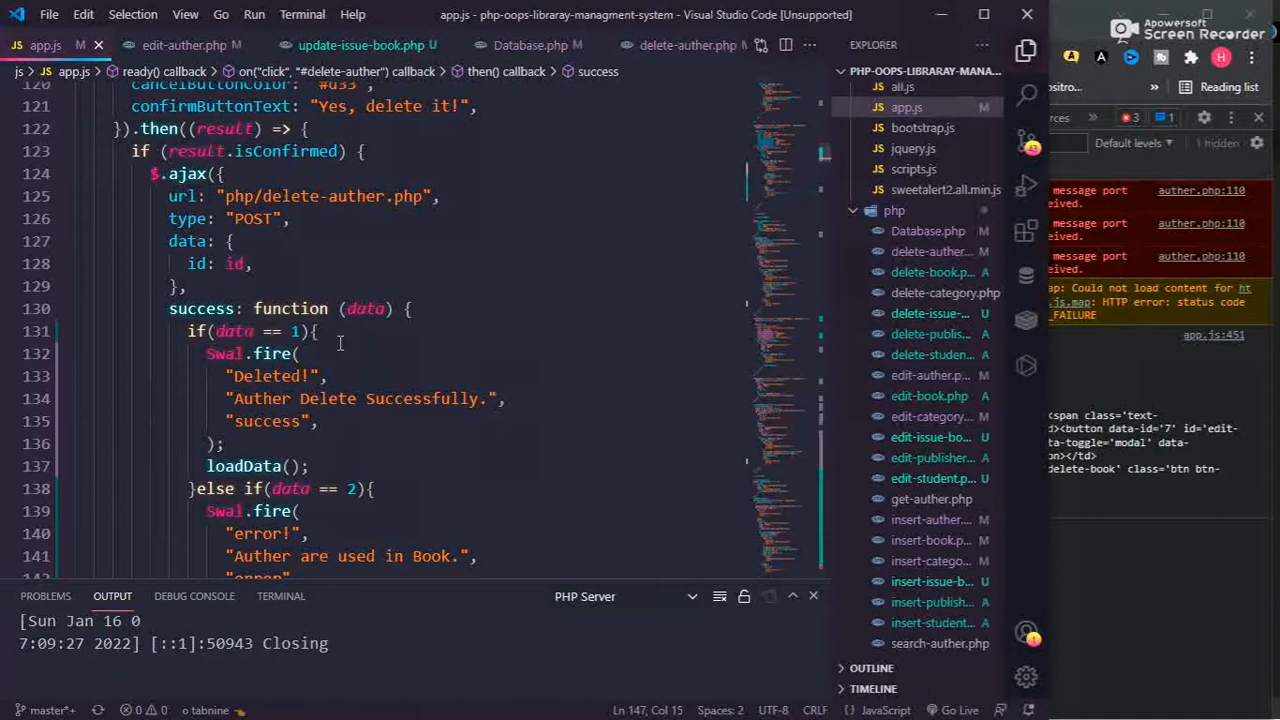 File Edit Selection View Go Run Terminal Help
app.js - php-oops-libraray-managment-system - Visual Studio Code [Unsupported]
Apowersoft
Screen Recorder
app.js M
edit-auther.php M
update-issue-book.php U
Database.php M
delete-auther.php M
js > app.js > ready() callback > on("click", "#delete-auther") callback > then() callback > success
120 cancelButtonColor: "#d33",
121 confirmButtonText: "Yes, delete it!",
122 }).then((result) => {
123 if (result.isConfirmed) {
124 $.ajax({
125 url: "php/delete-auther.php",
126 type: "POST",
127 data: {
128 id: id,
129 },
130 success: function (data) {
131 if(data == 1){
132 Swal.fire(
133 "Deleted!",
134 "Auther Delete Successfully.",
135 "success",
136 );
137 loadData();
138 }else if(data == 2){
139 Swal.fire(
140 "error!",
141 "Auther are used in Book.",
142 "error"
EXPLORER
PHP-OOPS-LIBRARAY-MANA...
all.js
app.js M
bootstrap.js
jquery.js
scripts.js
sweetalert2.all.min.js
php
Database.php M
delete-auther... M
delete-book.p... A
delete-category.php
delete-issue-... U
delete-publis... A
delete-studen... A
edit-auther.p... M
edit-book.php A
edit-category... M
edit-issue-bo... U
edit-publisher... A
edit-student.p... A
get-auther.php
insert-auther... M
insert-book.p... A
insert-catego... M
insert-issue-b... U
insert-publish... A
insert-student... A
search-auther.php
OUTLINE
TIMELINE
H
ositro...
Reading list
urces 3 1
Default levels 1 hidden
message port auther.php:110
eived.
message port auther.php:110
eived.
message port auther.php:110
eived.
ap: Could not load content for ht
.js.map: HTTP error: status code
_FAILURE
app.js:451
<span class='text-
d><button data-id='7' id='edit-
ata-toggle='modal' data-
on></td>
delete-book' class='btn btn-
PROBLEMS OUTPUT DEBUG CONSOLE TERMINAL
PHP Server
[Sun Jan 16 0
7:09:27 2022] [::1]:50943 Closing
master*+ 0 0 tabnine
Ln 147, Col 15 Spaces: 2 UTF-8 CRLF JavaScript Go Live